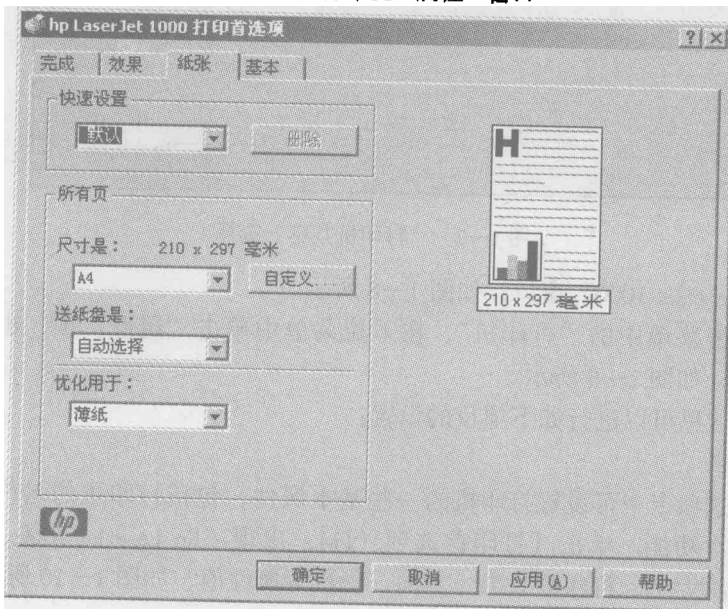 hp LaserJet 1000 打印首选项
完成 效果 纸张 基本
快速设置
默认 删除
所有页
尺寸是： 210 x 297 毫米
A4 自定义...
送纸盘是：
自动选择
优化用于：
薄纸
H
210 x 297 毫米
hp
确定 取消 应用(A) 帮助